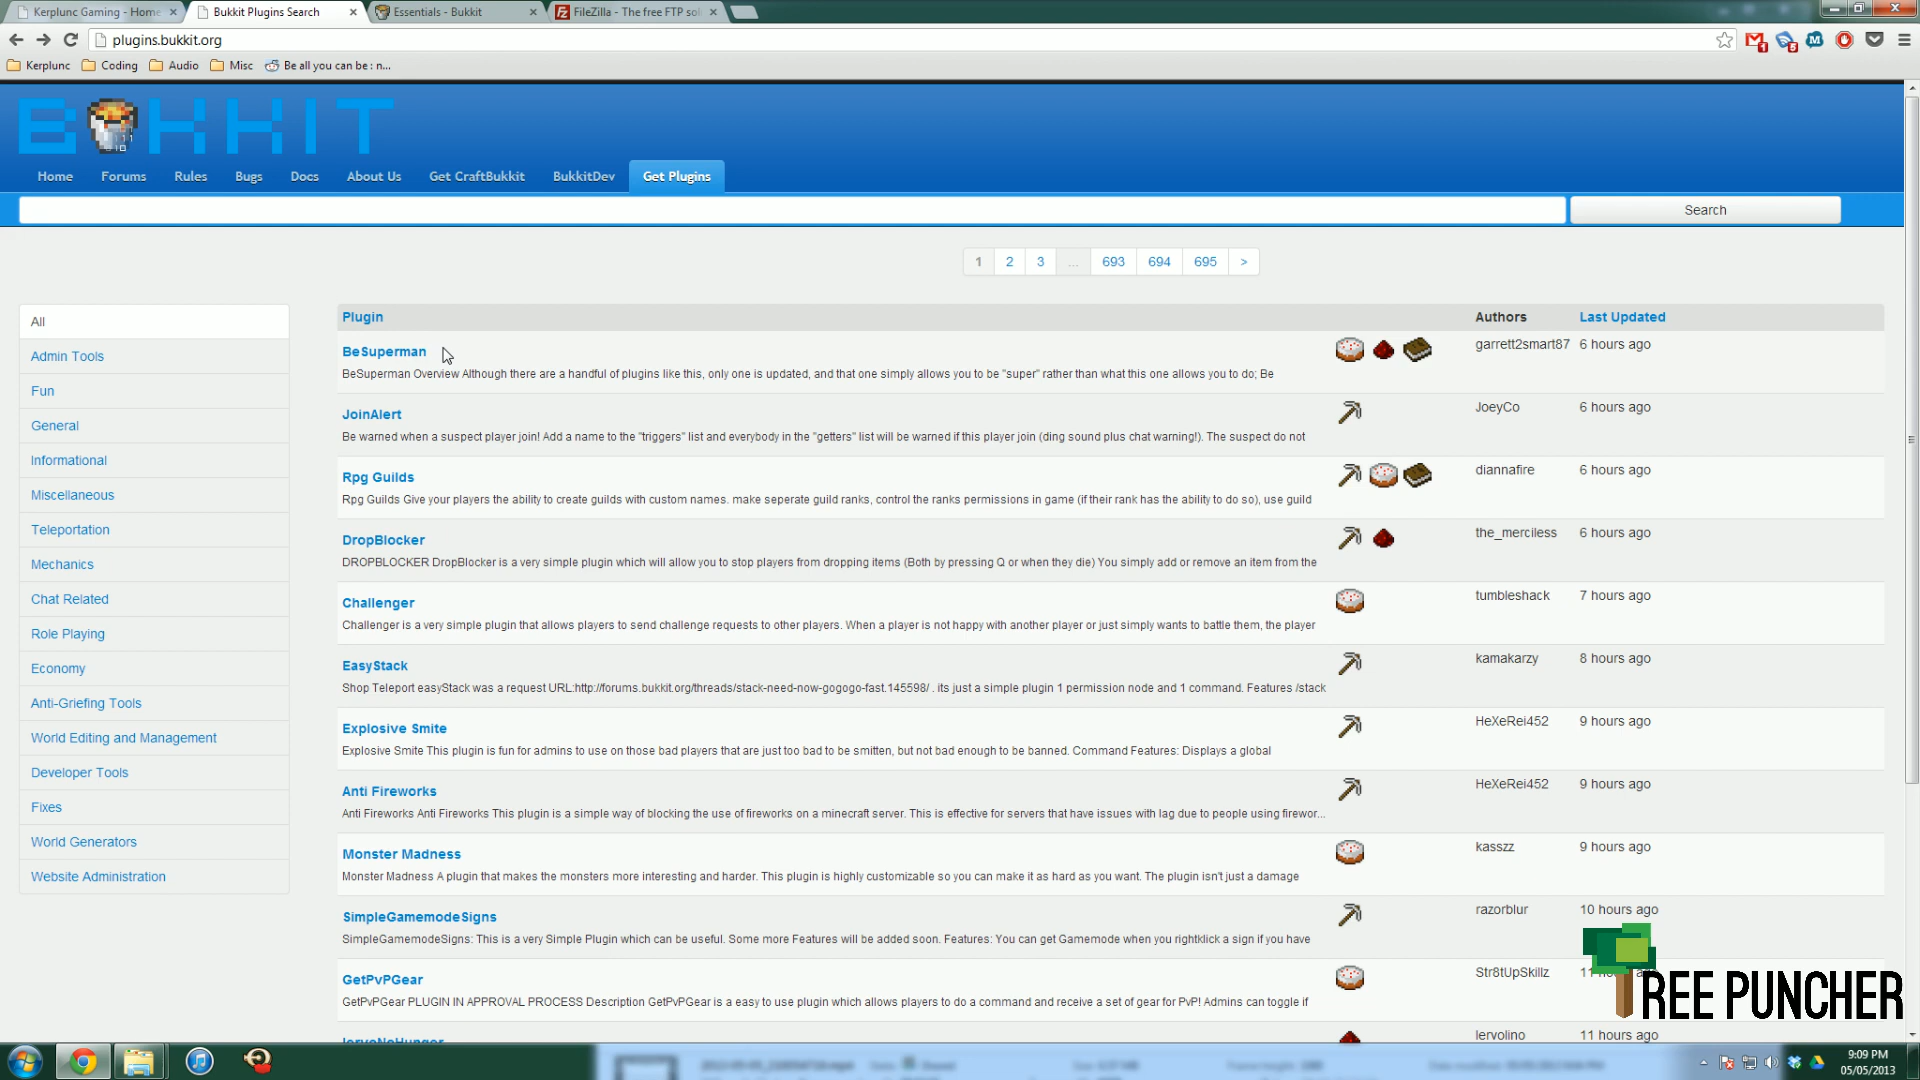 Kerplunc Gaming - Home
Bukkit Plugins Search
Essentials - Bukkit
FileZilla - The free FTP sol
plugins.bukkit.org
Kerplunc
Coding
Audio
Misc
Be all you can be : n...
BUKKIT
Home
Forums
Rules
Bugs
Docs
About Us
Get CraftBukkit
BukkitDev
Get Plugins
Search
1 2 3 ... 693 694 695 >
All
Admin Tools
Fun
General
Informational
Miscellaneous
Teleportation
Mechanics
Chat Related
Role Playing
Economy
Anti-Griefing Tools
World Editing and Management
Developer Tools
Fixes
World Generators
Website Administration
Plugin Authors Last Updated
BeSuperman garrett2smart87 6 hours ago
BeSuperman Overview Although there are a handful of plugins like this, only one is updated, and that one simply allows you to be "super" rather than what this one allows you to do; Be
JoinAlert JoeyCo 6 hours ago
Be warned when a suspect player join! Add a name to the "triggers" list and everybody in the "getters" list will be warned if this player join (ding sound plus chat warning!). The suspect do not
Rpg Guilds diannafire 6 hours ago
Rpg Guilds Give your players the ability to create guilds with custom names. make seperate guild ranks, control the ranks permissions in game (if their rank has the ability to do so), use guild
DropBlocker the_merciless 6 hours ago
DROPBLOCKER DropBlocker is a very simple plugin which will allow you to stop players from dropping items (Both by pressing Q or when they die) You simply add or remove an item from the
Challenger tumbleshack 7 hours ago
Challenger is a very simple plugin that allows players to send challenge requests to other players. When a player is not happy with another player or just simply wants to battle them, the player
EasyStack kamakarzy 8 hours ago
Shop Teleport easyStack was a request URL:http://forums.bukkit.org/threads/stack-need-now-gogogo-fast.145598/ . its just a simple plugin 1 permission node and 1 command. Features /stack
Explosive Smite HeXeRei452 9 hours ago
Explosive Smite This plugin is fun for admins to use on those bad players that are just too bad to be smitten, but not bad enough to be banned. Command Features: Displays a global
Anti Fireworks HeXeRei452 9 hours ago
Anti Fireworks Anti Fireworks This plugin is a simple way of blocking the use of fireworks on a minecraft server. This is effective for servers that have issues with lag due to people using firewor...
Monster Madness kasszz 9 hours ago
Monster Madness A plugin that makes the monsters more interesting and harder. This plugin is highly customizable so you can make it as hard as you want. The plugin isn't just a damage
SimpleGamemodeSigns razorblur 10 hours ago
SimpleGamemodeSigns: This is a very Simple Plugin which can be useful. Some more Features will be added soon. Features: You can get Gamemode when you rightklick a sign if you have
GetPvPGear Str8tUpSkillz
GetPvPGear PLUGIN IN APPROVAL PROCESS Description GetPvPGear is a easy to use plugin which allows players to do a command and receive a set of gear for PvP! Admins can toggle if
lervolino 11 hours ago
TREE PUNCHER
9:09 PM
05/05/2013